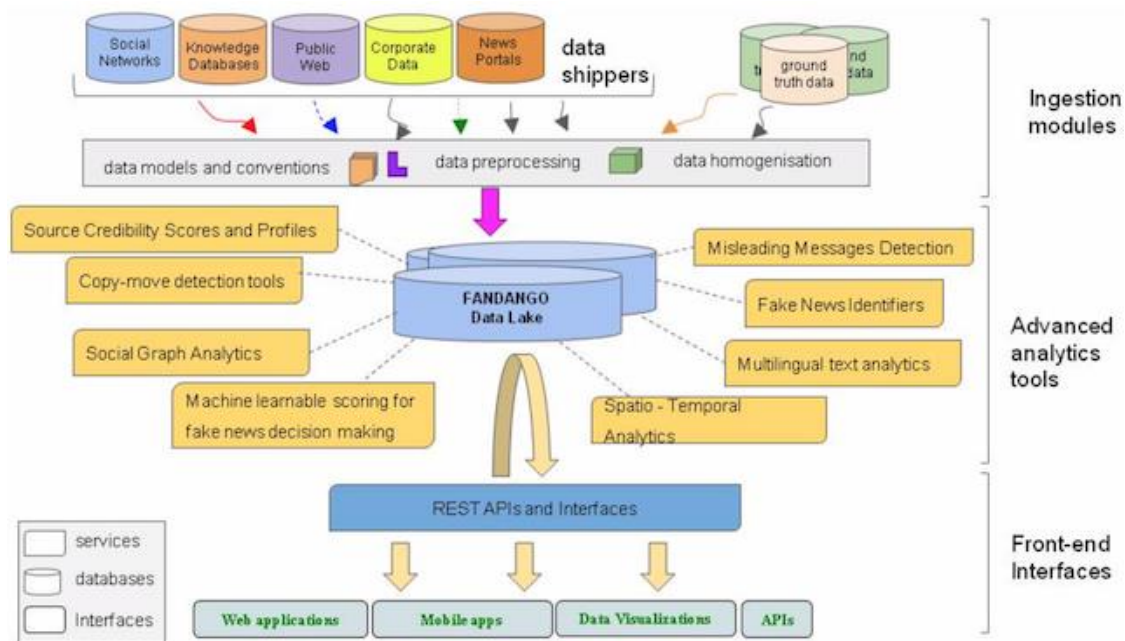 Social
Networks
Knowledge
Databases
Public
Web
Corporate
Data
News
Portals
data
shippers
ground
truth data
nd
data
Ingestion
modules
data models and conventions
data preprocessing
data homogenisation
Source Credibility Scores and Profiles
Copy-move detection tools
Social Graph Analytics
Machine learnable scoring for
fake news decision making
FANDANGO
Data Lake
Misleading Messages Detection
Fake News Identifiers
Multilingual text analytics
Spatio - Temporal
Analytics
Advanced
analytics
tools
REST APIs and Interfaces
Front-end
Interfaces
services
databases
Interfaces
Web applications
Mobile apps
Data Visualizations
APIs